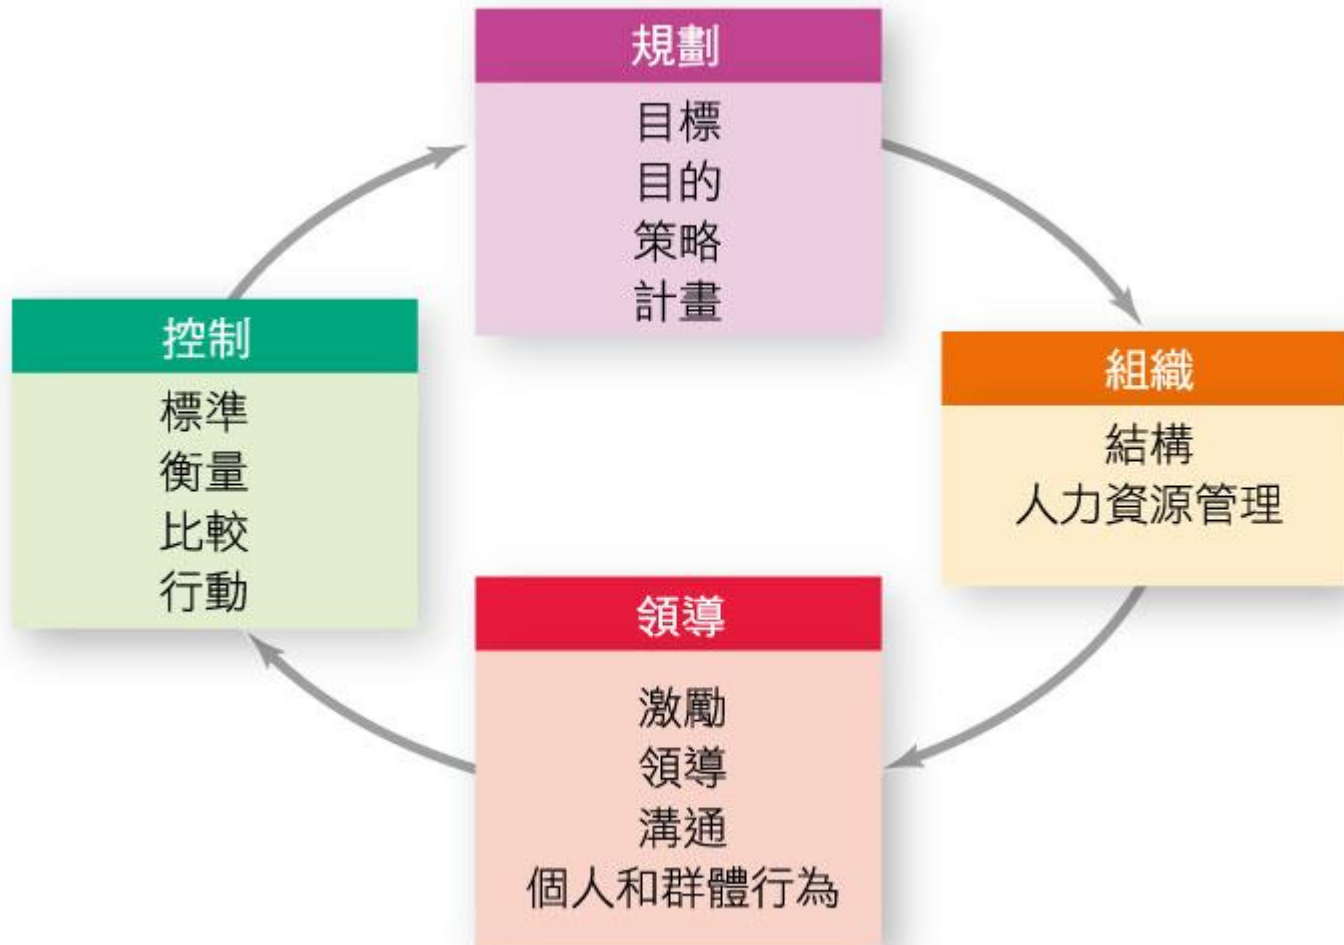 規劃
目標
目的
策略
計畫
組織
結構
人力資源管理
領導
激勵
領導
溝通
個人和群體行為
控制
標準
衡量
比較
行動